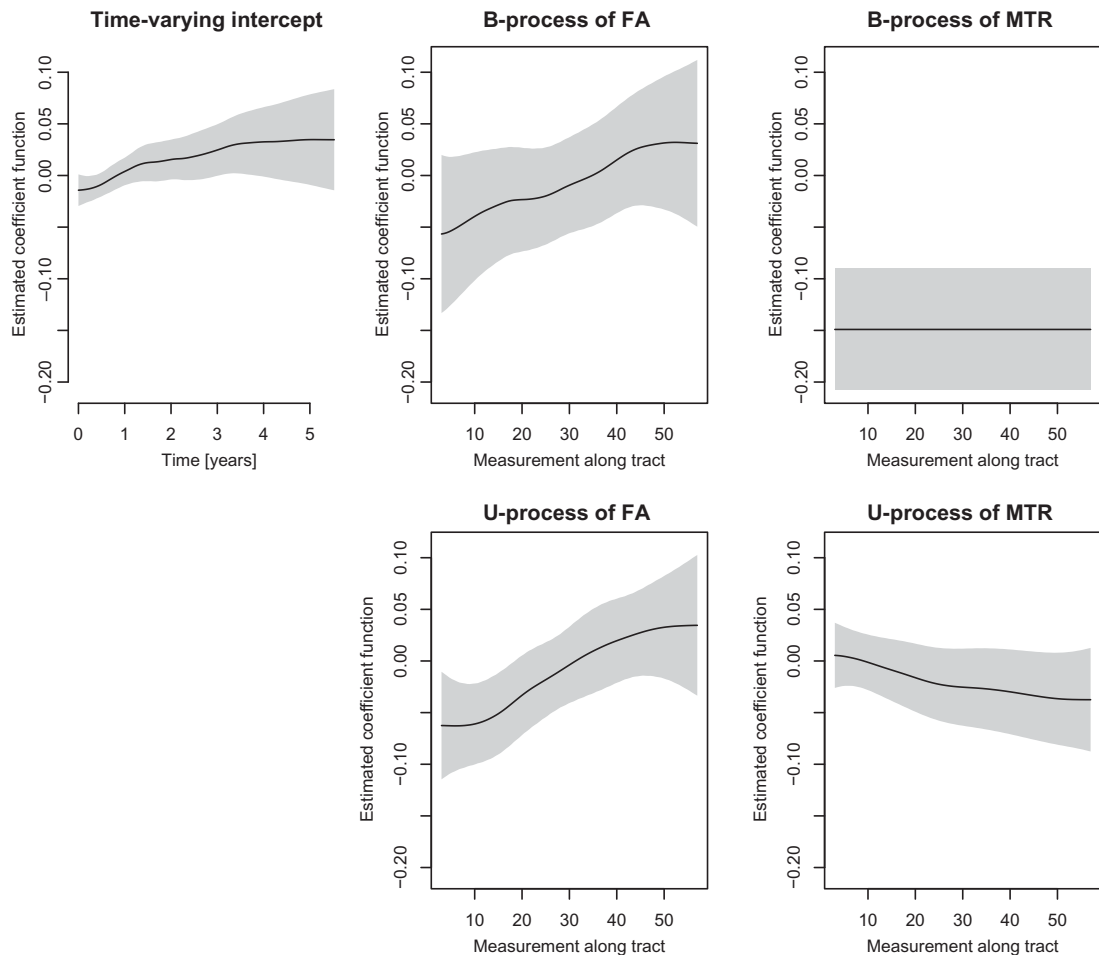 Time-varying intercept
Estimated coefficient function
0.10
0.05
0.00
−0.10
−0.20
0 1 2 3 4 5
Time [years]
B-process of FA
Estimated coefficient function
0.10
0.05
0.00
−0.10
−0.20
10 20 30 40 50
Measurement along tract
B-process of MTR
Estimated coefficient function
0.10
0.05
0.00
−0.10
−0.20
10 20 30 40 50
Measurement along tract
U-process of FA
Estimated coefficient function
0.10
0.05
0.00
−0.10
−0.20
10 20 30 40 50
Measurement along tract
U-process of MTR
Estimated coefficient function
0.10
0.05
0.00
−0.10
−0.20
10 20 30 40 50
Measurement along tract